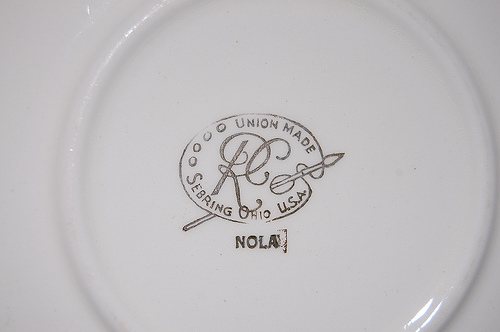 UNION MADE
RC
SEBRING OHIO U.S.A.
NOLA